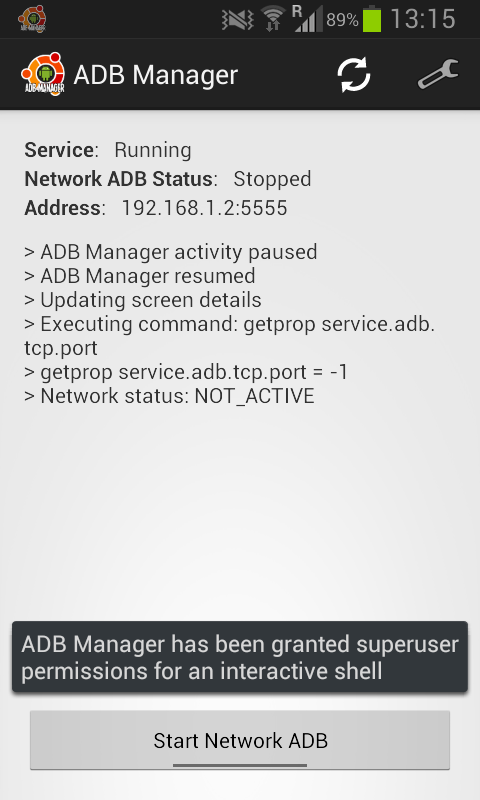 R 89% 13:15
ADB MANAGER ADB Manager
Service: Running
Network ADB Status: Stopped
Address: 192.168.1.2:5555
> ADB Manager activity paused
> ADB Manager resumed
> Updating screen details
> Executing command: getprop service.adb.
tcp.port
> getprop service.adb.tcp.port = -1
> Network status: NOT_ACTIVE
ADB Manager has been granted superuser
permissions for an interactive shell
Start Network ADB